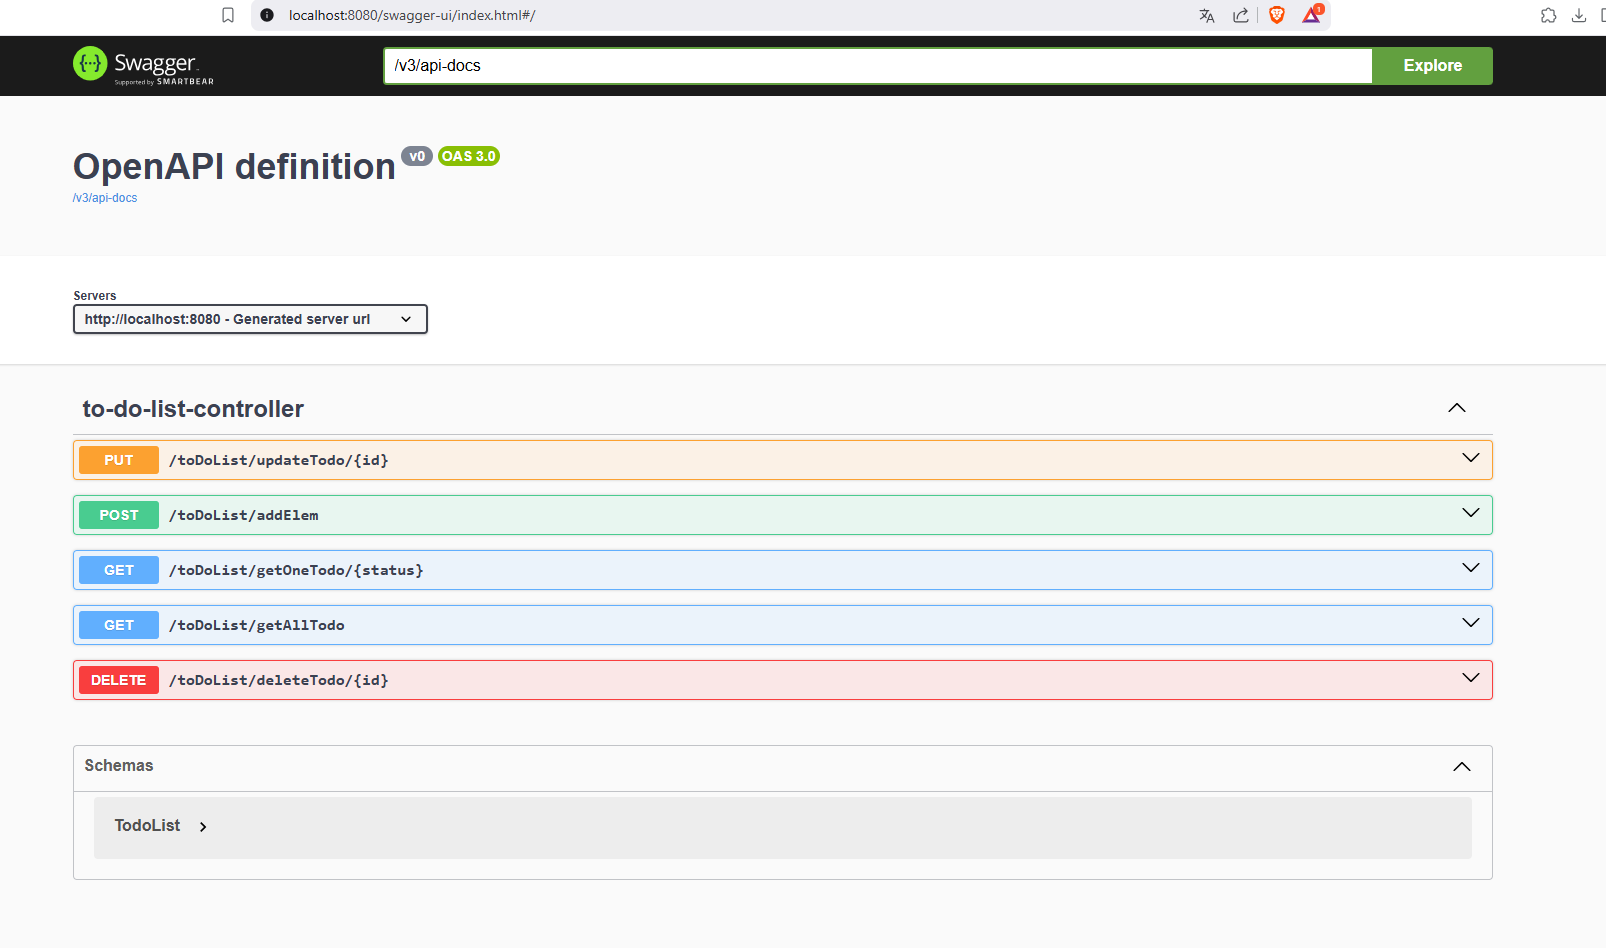 localhost:8080/swagger-ui/index.html#/
1
Swagger
Supported by SMARTBEAR
/v3/api-docs
Explore
OpenAPI definition v0 OAS 3.0
/v3/api-docs
Servers
http://localhost:8080 - Generated server url
to-do-list-controller
PUT /toDoList/updateTodo/{id}
POST /toDoList/addElem
GET /toDoList/getOneTodo/{status}
GET /toDoList/getAllTodo
DELETE /toDoList/deleteTodo/{id}
Schemas
TodoList